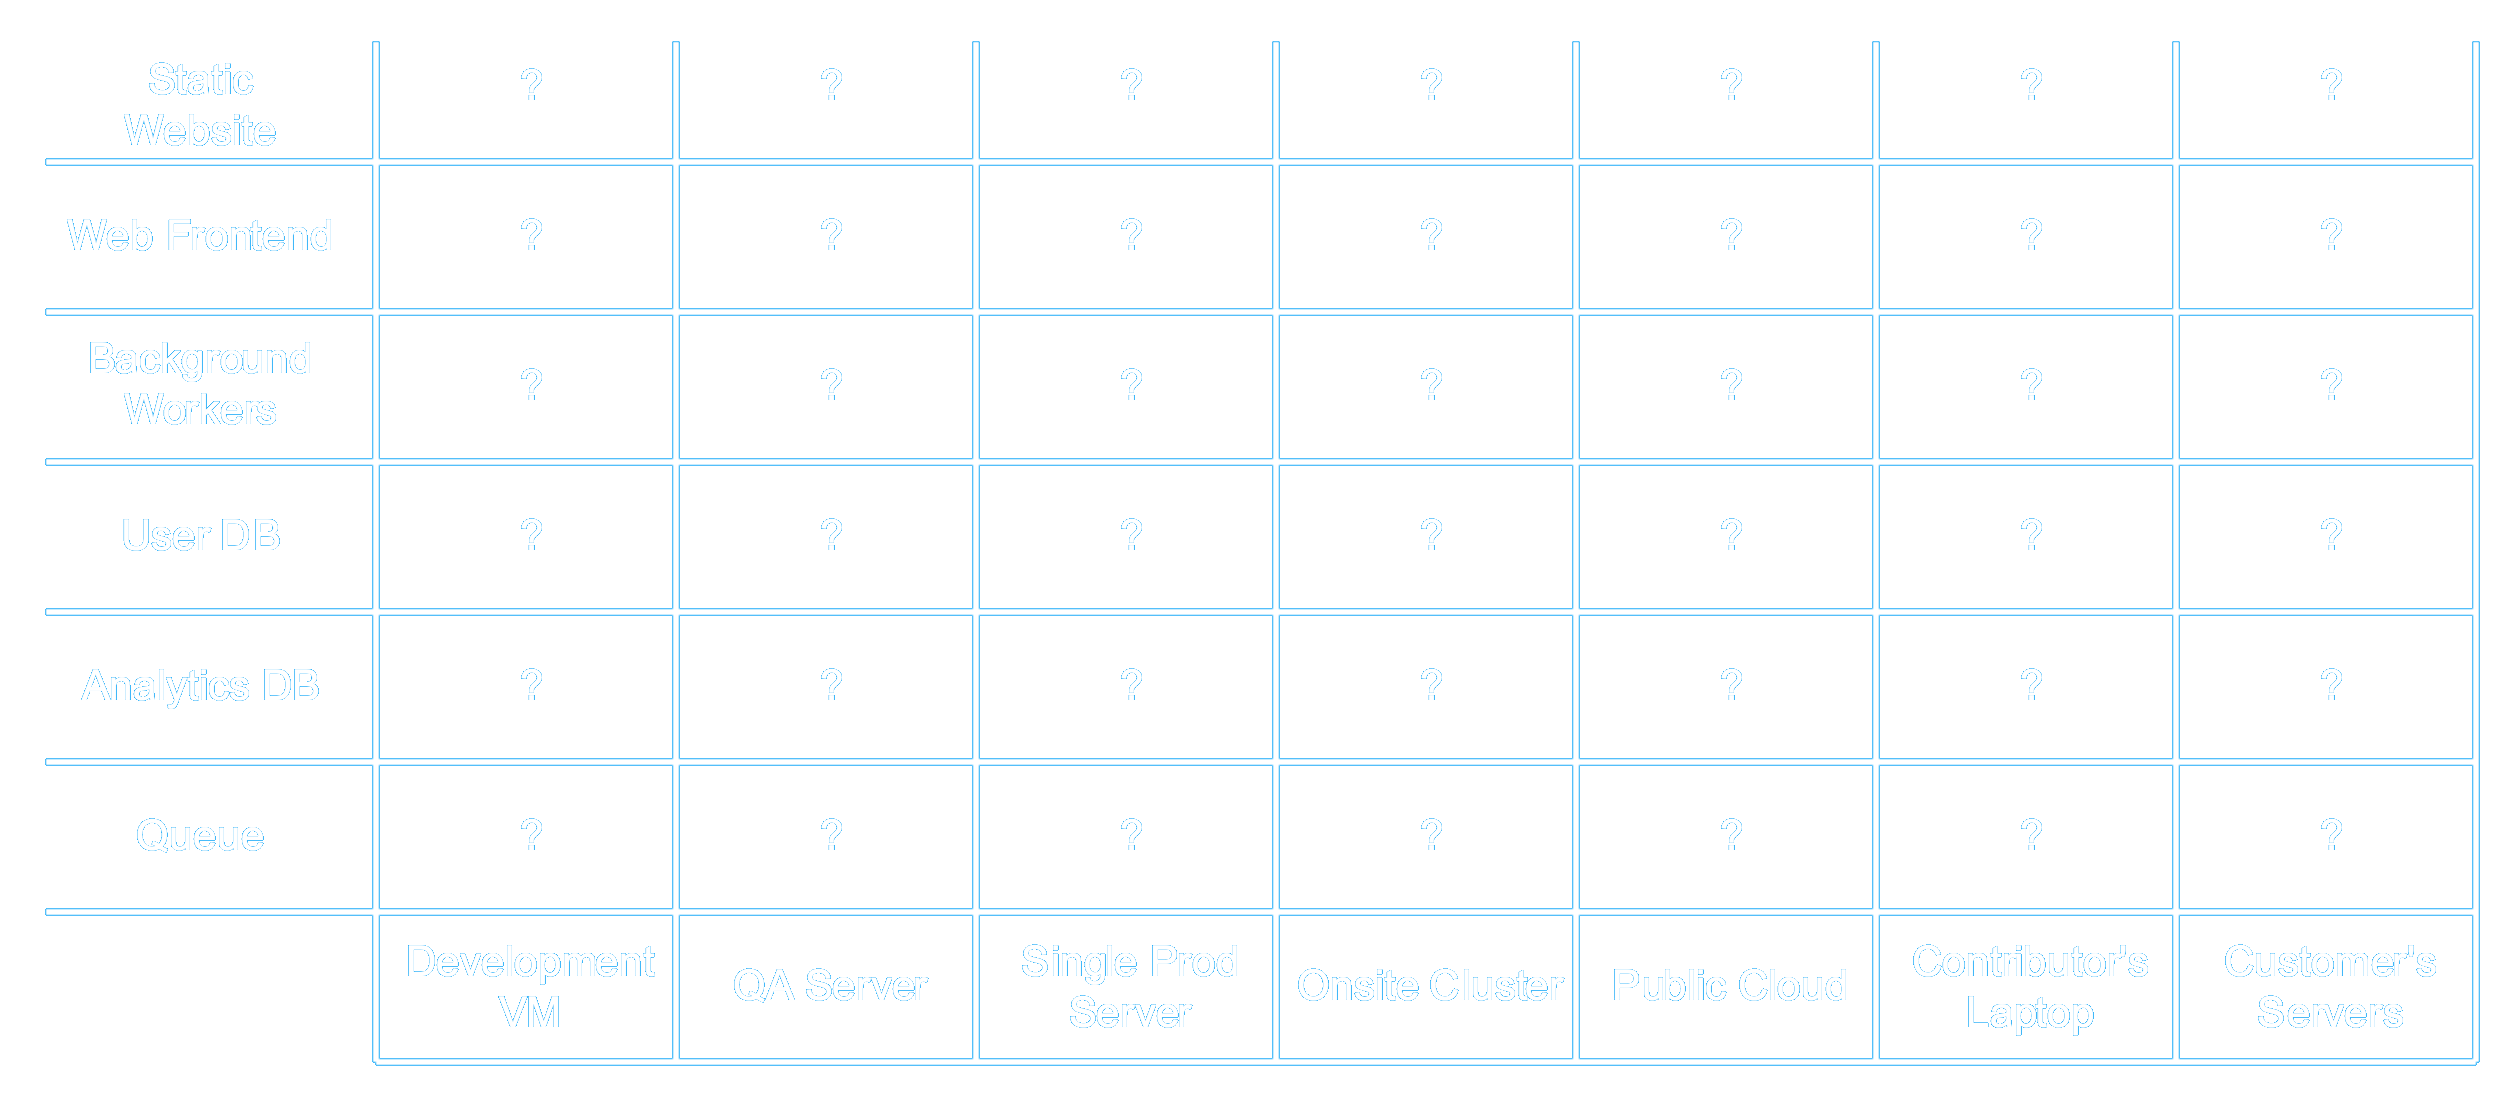 Static ? ? ? ? ? ? ?
Website
Web Frontend ? ? ? ? ? ? ?
Background
Workers ? ? ? ? ? ? ?
User DB ? ? ? ? ? ? ?
Analytics DB ? ? ? ? ? ? ?
Queue ? ? ? ? ? ? ?
Development
VM
QA Server
Single Prod
Server
Onsite Cluster
Public Cloud
Contributor's
Laptop
Customer's
Servers